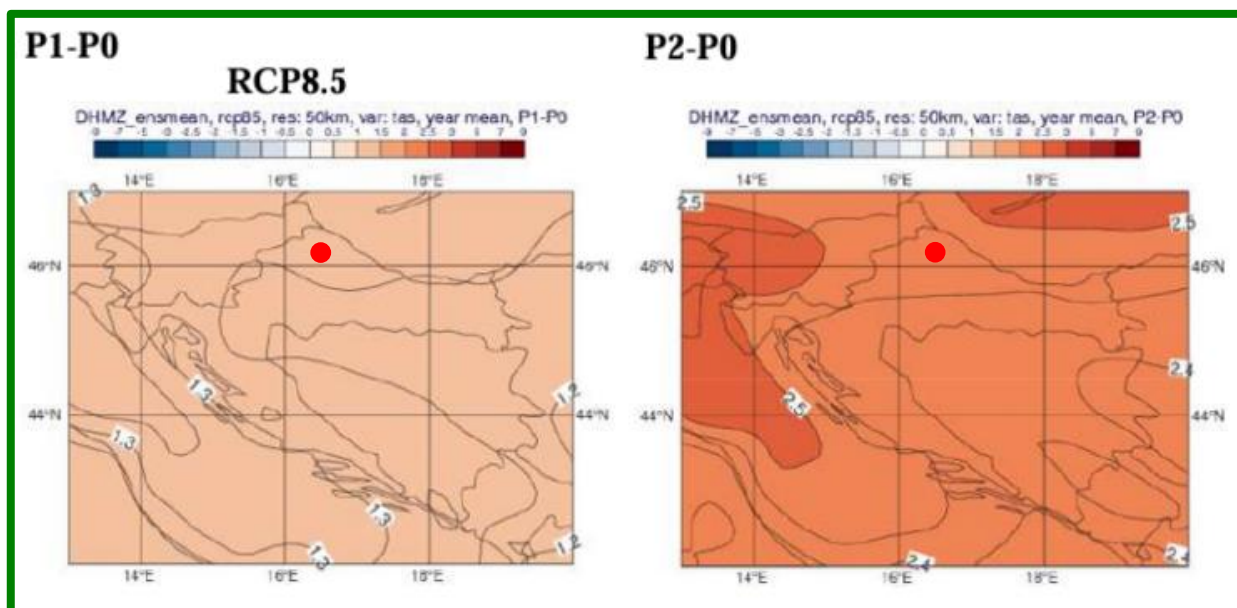 P1-P0
RCP8.5
DHMZ_ensmean, rcp85, res: 50km, var: tas, year mean, P1-P0
14°E 16°E 18°E
1.3
46°N 46°N
1.3
44°N 44°N
1.2
1.3
1.3
1.3
1.2
14°E 16°E 18°E
P2-P0
DHMZ_ensmean, rcp85, res: 50km, var: tas, year mean, P2-P0
14°E 16°E 18°E
2.5
2.5
46°N 46°N
2.4
2.5
44°N 44°N
2.4
2.4
14°E 16°E 18°E